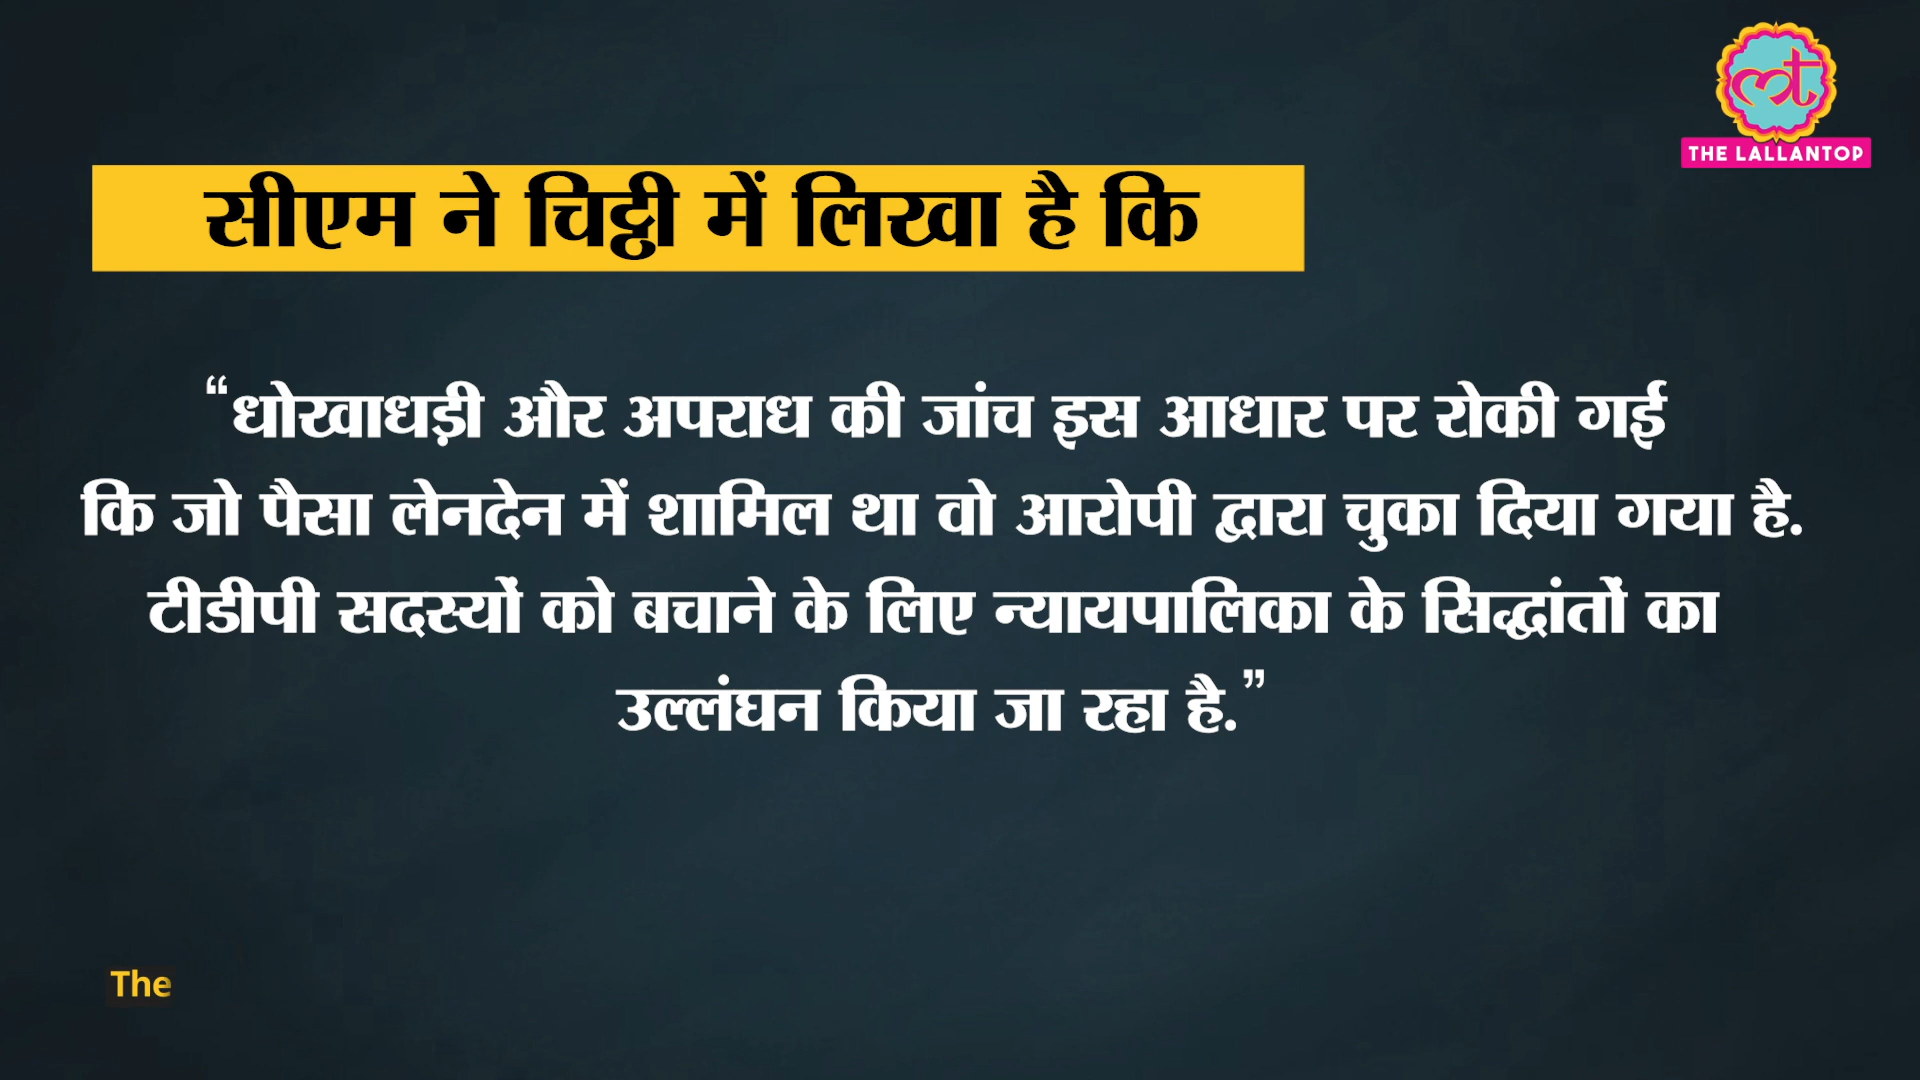 lt
THE LALLANTOP
सीएम ने चिट्ठी में लिखा है कि
“धोखाधड़ी और अपराध की जांच इस आधार पर रोकी गई
कि जो पैसा लेनदेन में शामिल था वो आरोपी द्वारा चुका दिया गया है.
टीडीपी सदस्यों को बचाने के लिए न्यायपालिका के सिद्धांतों का
उल्लंघन किया जा रहा है.”
The